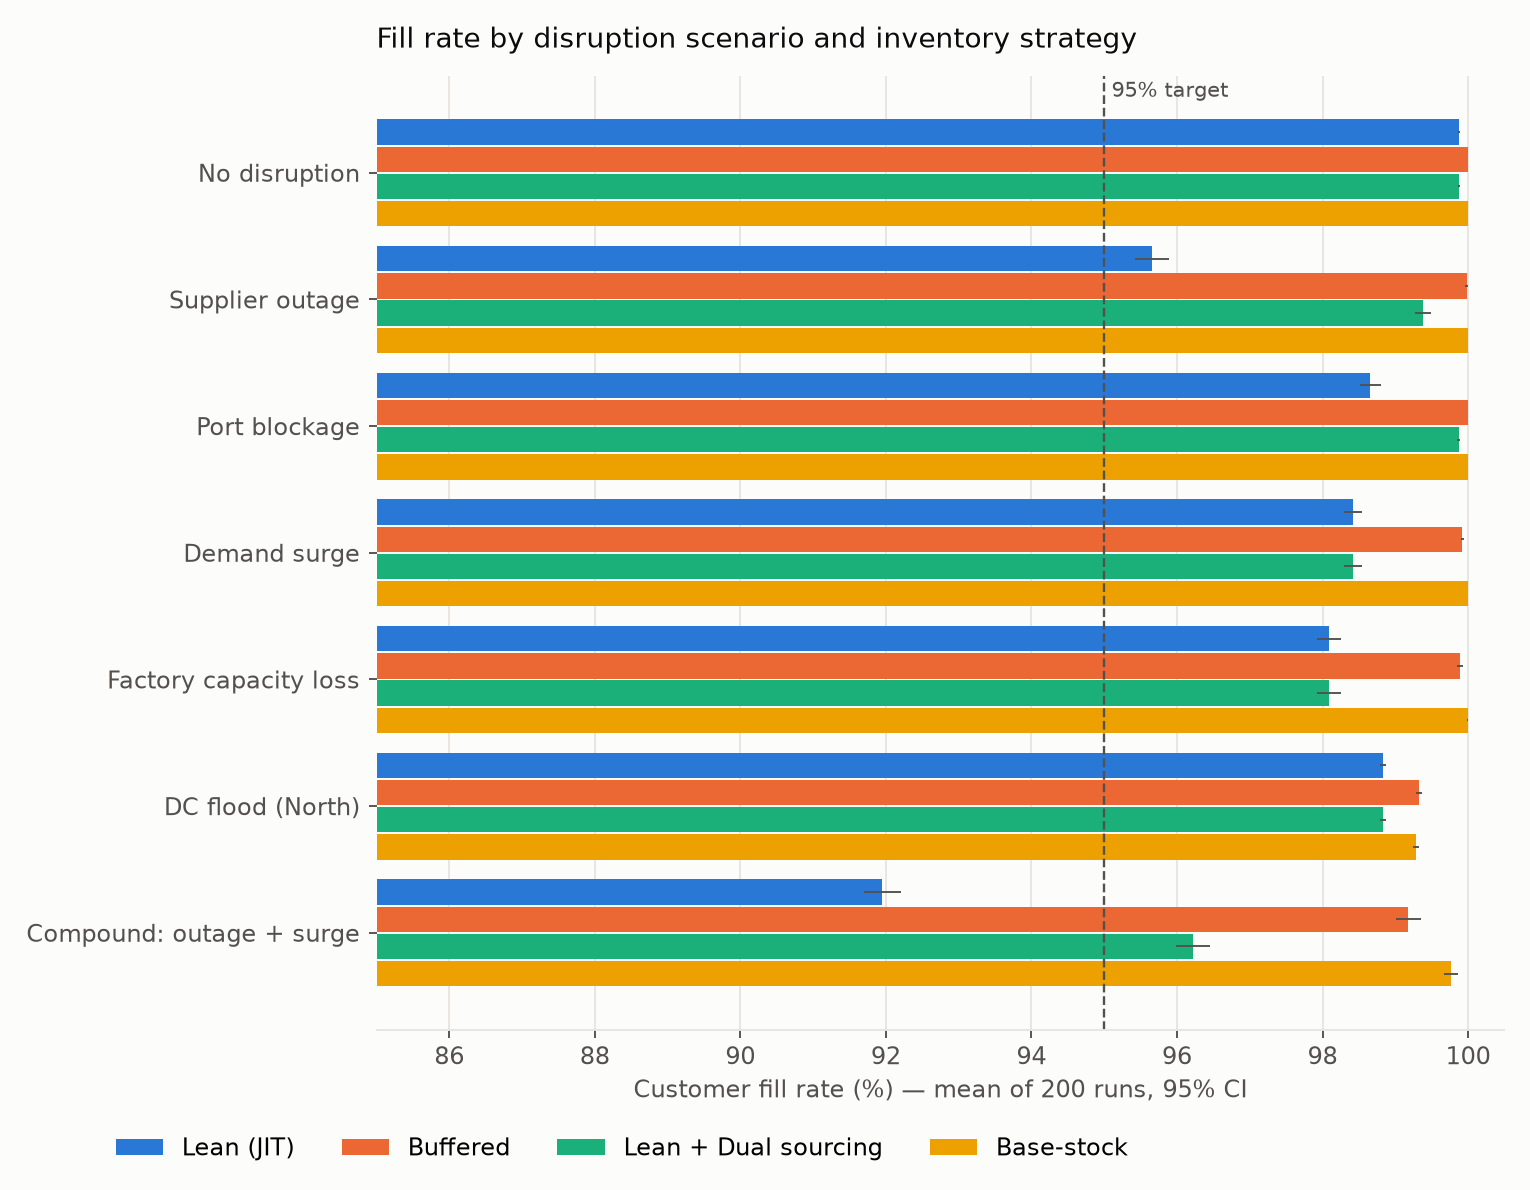 Fill rate by disruption scenario and inventory strategy
95% target
No disruption
Supplier outage
Port blockage
Demand surge
Factory capacity loss
DC flood (North)
Compound: outage + surge
86 88 90 92 94 96 98 100
Customer fill rate (%) — mean of 200 runs, 95% CI
Lean (JIT) Buffered Lean + Dual sourcing Base-stock